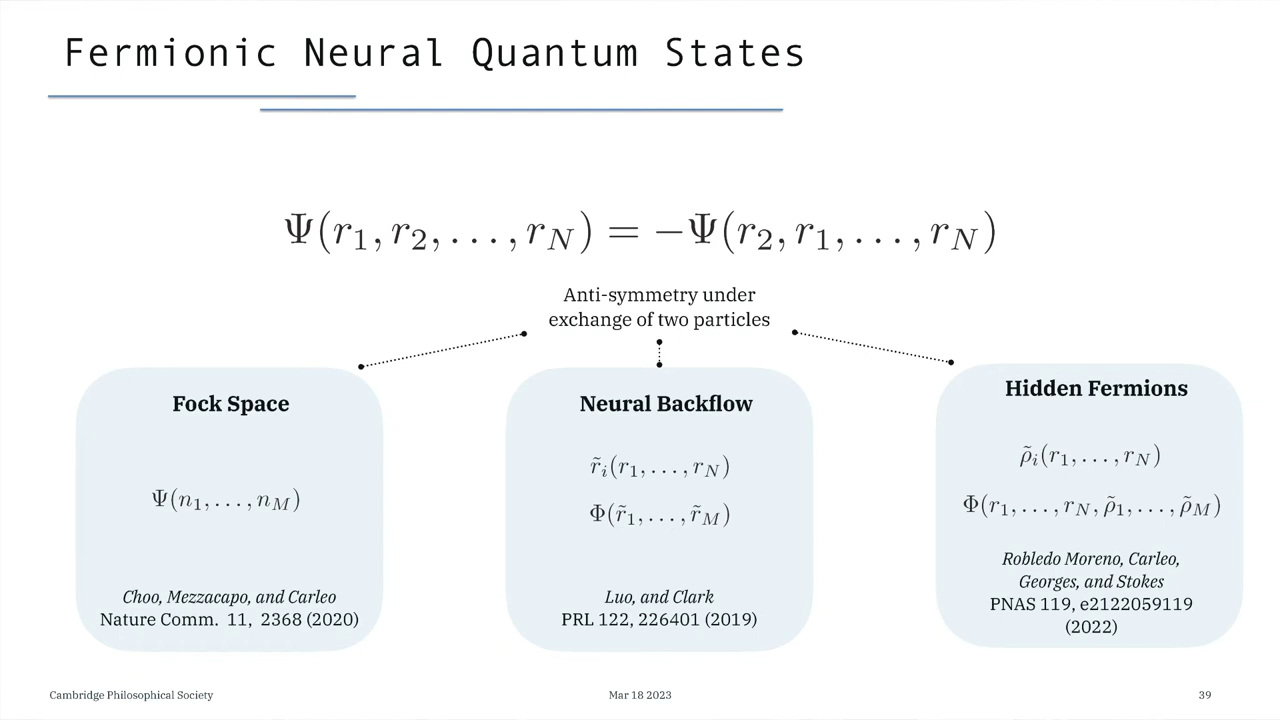 Fermionic Neural Quantum States
Ψ(r₁, r₂, . . . , r_N) = −Ψ(r₂, r₁, . . . , r_N)
Anti-symmetry under
exchange of two particles
Fock Space
Ψ(n₁, . . . , n_M)
Choo, Mezzacapo, and Carleo
Nature Comm. 11, 2368 (2020)
Neural Backflow
r̃ᵢ(r₁, . . . , r_N)
Φ(r̃₁, . . . , r̃_M)
Luo, and Clark
PRL 122, 226401 (2019)
Hidden Fermions
ρ̃ᵢ(r₁, . . . , r_N)
Φ(r₁, . . . , r_N, ρ̃₁, . . . , ρ̃_M)
Robledo Moreno, Carleo,
Georges, and Stokes
PNAS 119, e2122059119
(2022)
Cambridge Philosophical Society
Mar 18 2023
39